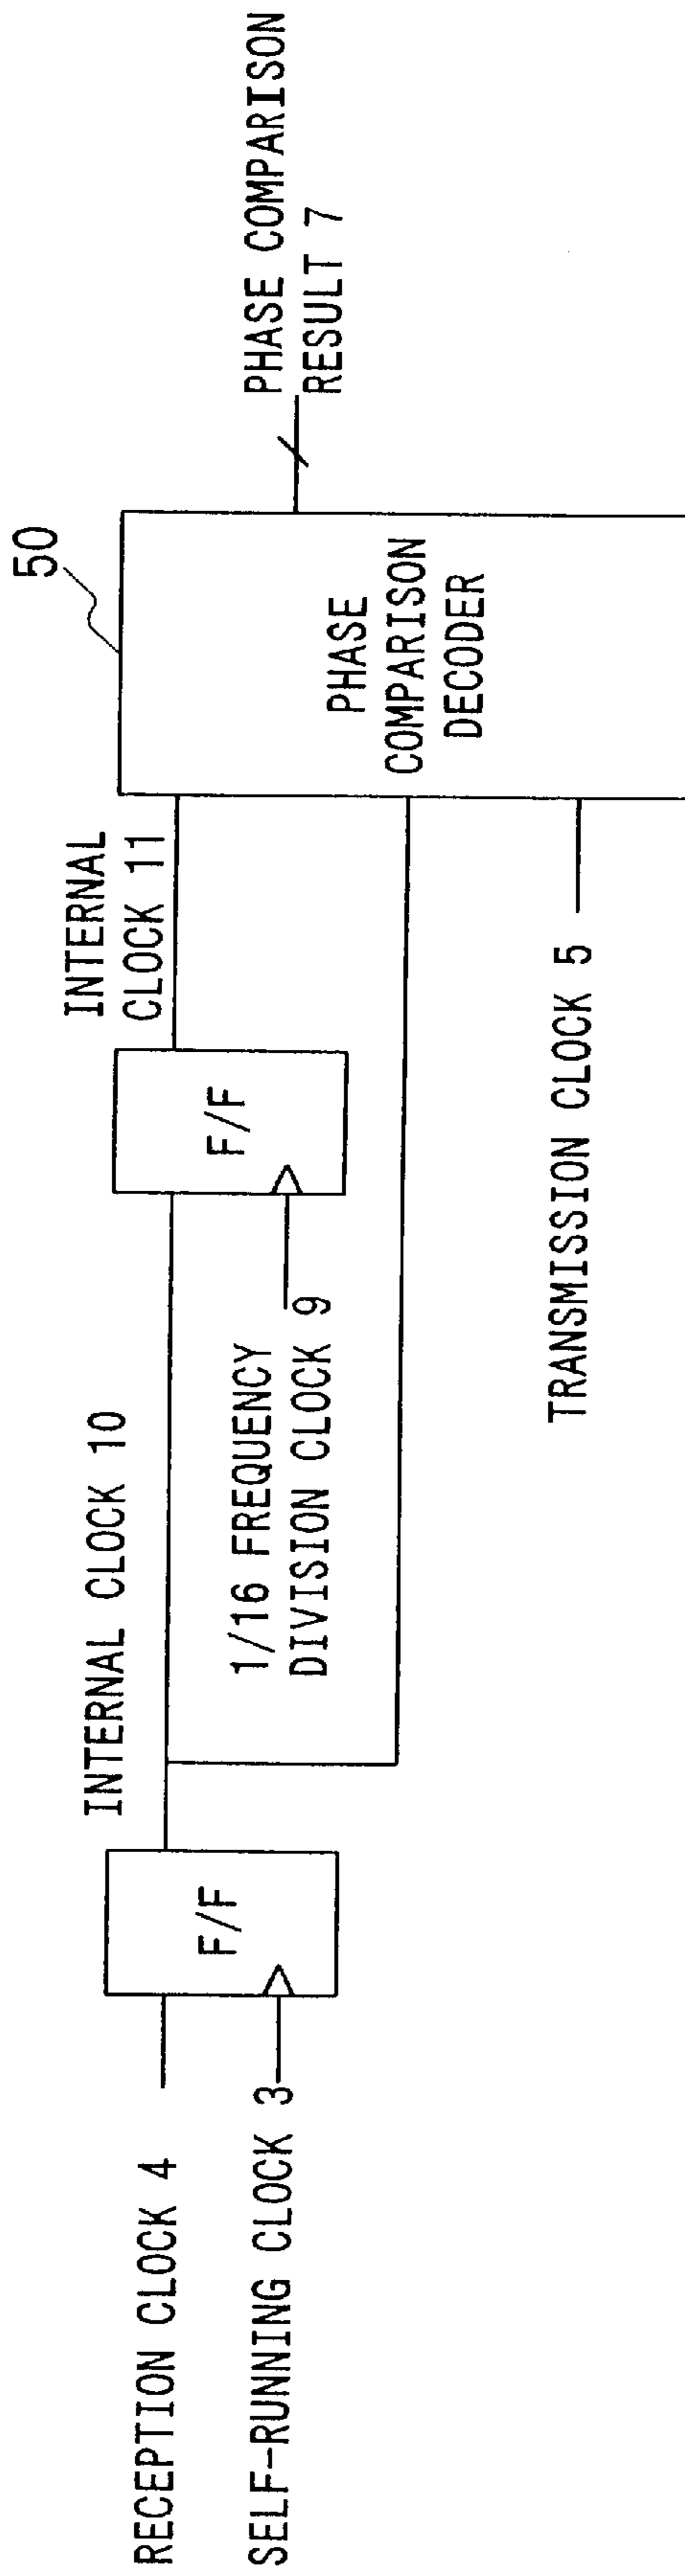 RECEPTION CLOCK 4
SELF-RUNNING CLOCK 3
F/F
INTERNAL CLOCK 10
1/16 FREQUENCY
DIVISION CLOCK 9
F/F
INTERNAL
CLOCK 11
TRANSMISSION CLOCK 5
50
PHASE
COMPARISON
DECODER
PHASE COMPARISON
RESULT 7